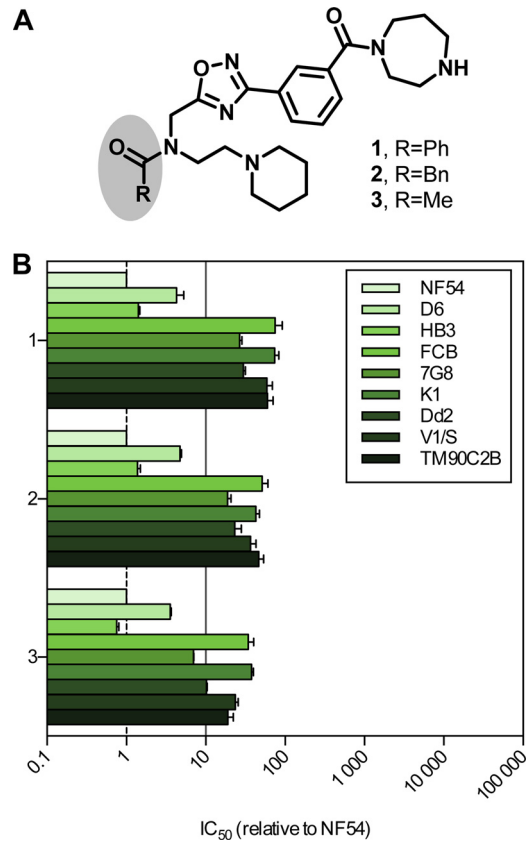 A
O
N
NH
O
N
N
N
O
N
N
R
1, R=Ph
2, R=Bn
3, R=Me
B
NF54
D6
HB3
FCB
7G8
K1
Dd2
V1/S
TM90C2B
1
2
3
0.1
1
10
100
1 000
10 000
100 000
IC50 (relative to NF54)